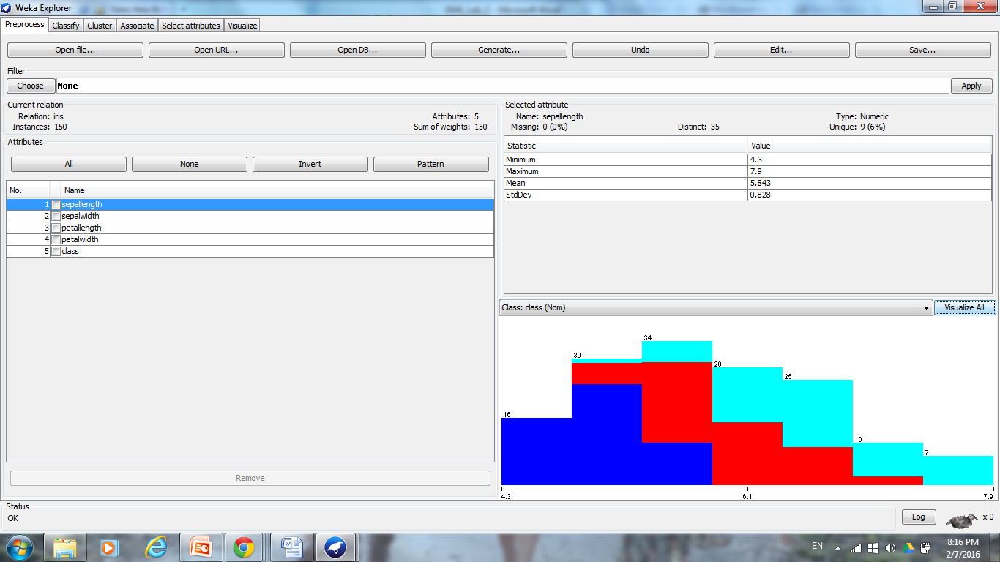 Weka Explorer
Preprocess Classify Cluster Associate Select attributes Visualize
Open file... Open URL... Open DB... Generate... Undo Edit... Save...
Filter
Choose None Apply
Current relation
Relation: iris Attributes: 5
Instances: 150 Sum of weights: 150
Attributes
All None Invert Pattern
No. Name
1 sepallength
2 sepalwidth
3 petallength
4 petalwidth
5 class
Remove
Selected attribute
Name: sepallength Type: Numeric
Missing: 0 (0%) Distinct: 35 Unique: 9 (6%)
Statistic Value
Minimum 4.3
Maximum 7.9
Mean 5.843
StdDev 0.828
Class: class (Nom) Visualize All
16 30 34 28 25 10 7
4.3 6.1 7.9
Status
OK Log x 0
EN 8:16 PM
2/7/2016